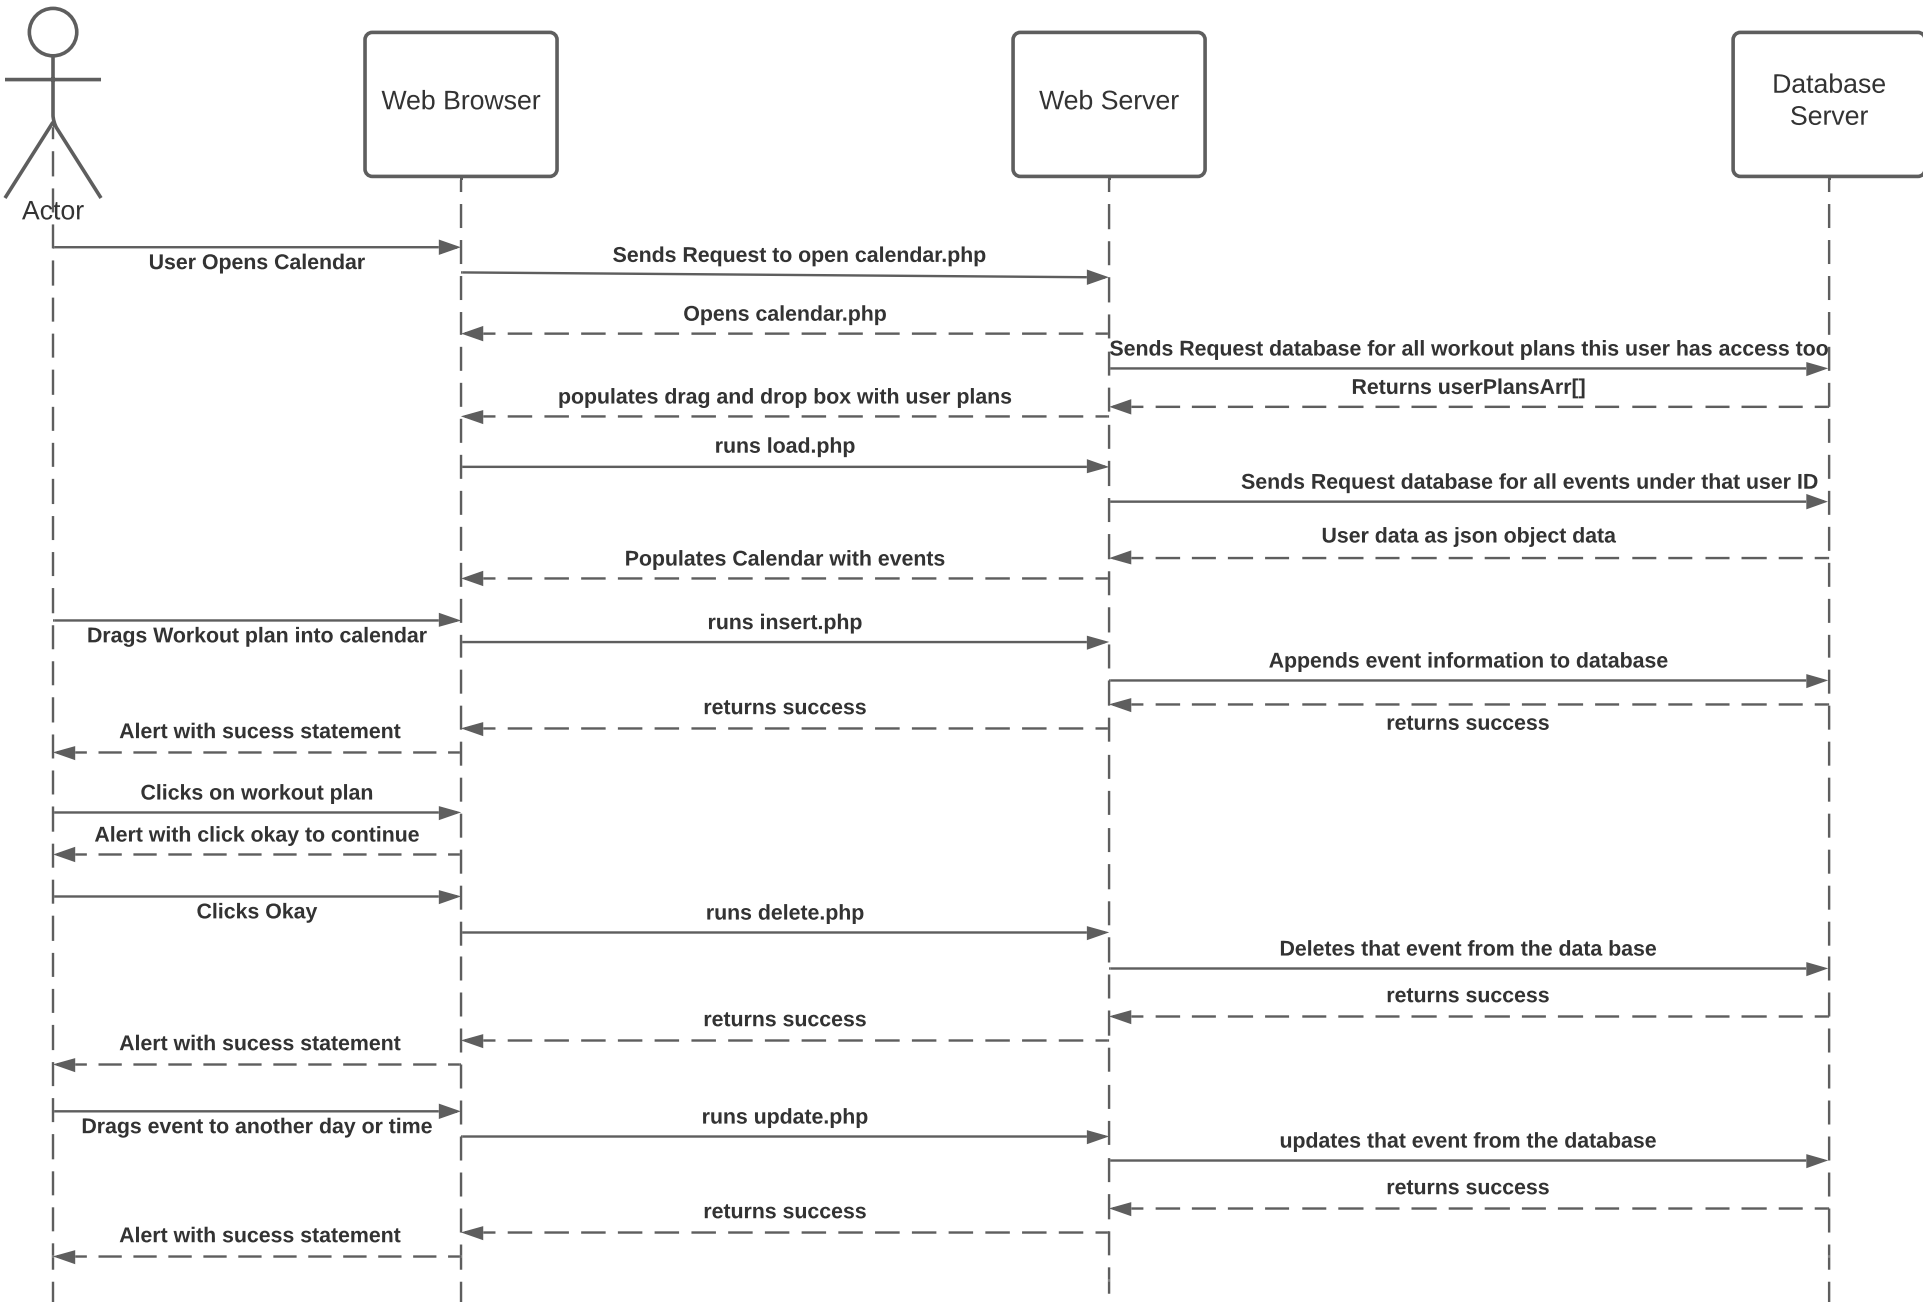 Web Browser
Web Server
Database
Server
Actor
User Opens Calendar
Sends Request to open calendar.php
Opens calendar.php
Sends Request database for all workout plans this user has access too
Returns userPlansArr[]
populates drag and drop box with user plans
runs load.php
Sends Request database for all events under that user ID
User data as json object data
Populates Calendar with events
Drags Workout plan into calendar
runs insert.php
Appends event information to database
returns success
returns success
Alert with sucess statement
Clicks on workout plan
Alert with click okay to continue
Clicks Okay
runs delete.php
Deletes that event from the data base
returns success
returns success
Alert with sucess statement
Drags event to another day or time
runs update.php
updates that event from the database
returns success
returns success
Alert with sucess statement